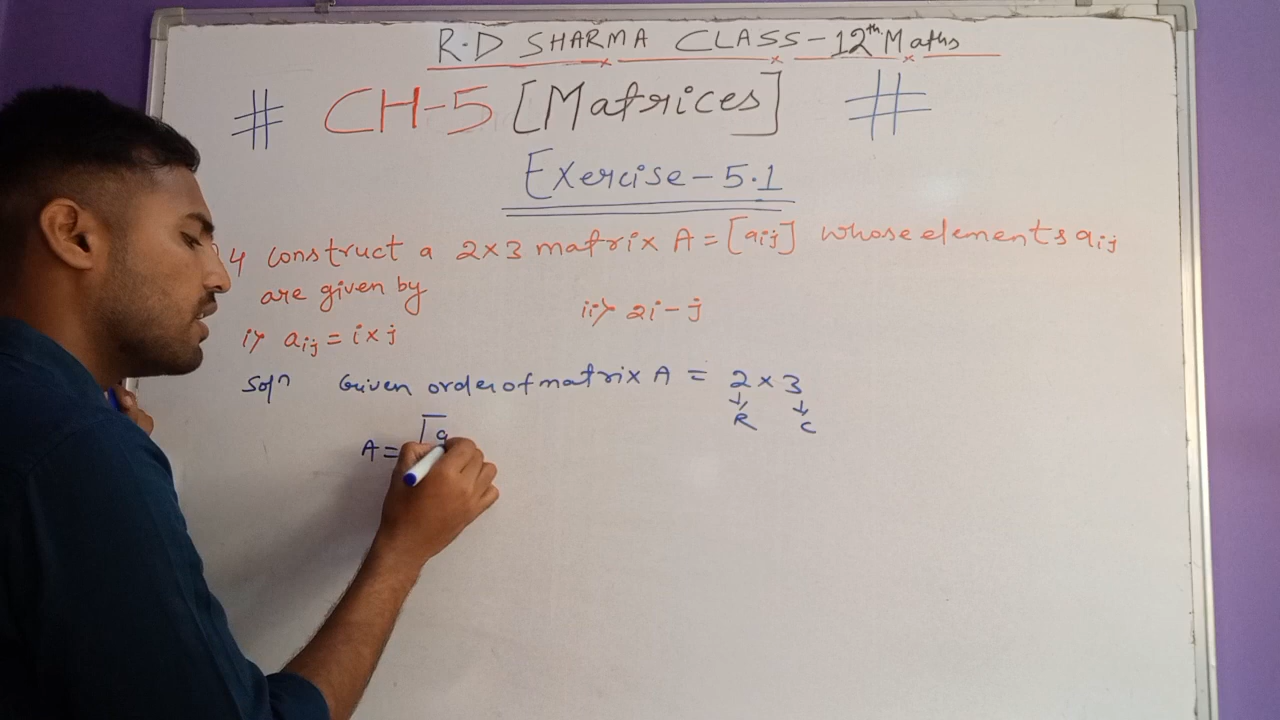 R.D SHARMA CLASS-12th Maths
# CH-5 [Matrices] #
Exercise-5.1
4 construct a 2×3 matrix A=[aij] whose elements aij
are given by
i> aij = i×j
ii> 2i-j
Soln Given order of matrix A = 2×3
↓ ↓
R C
A= [a